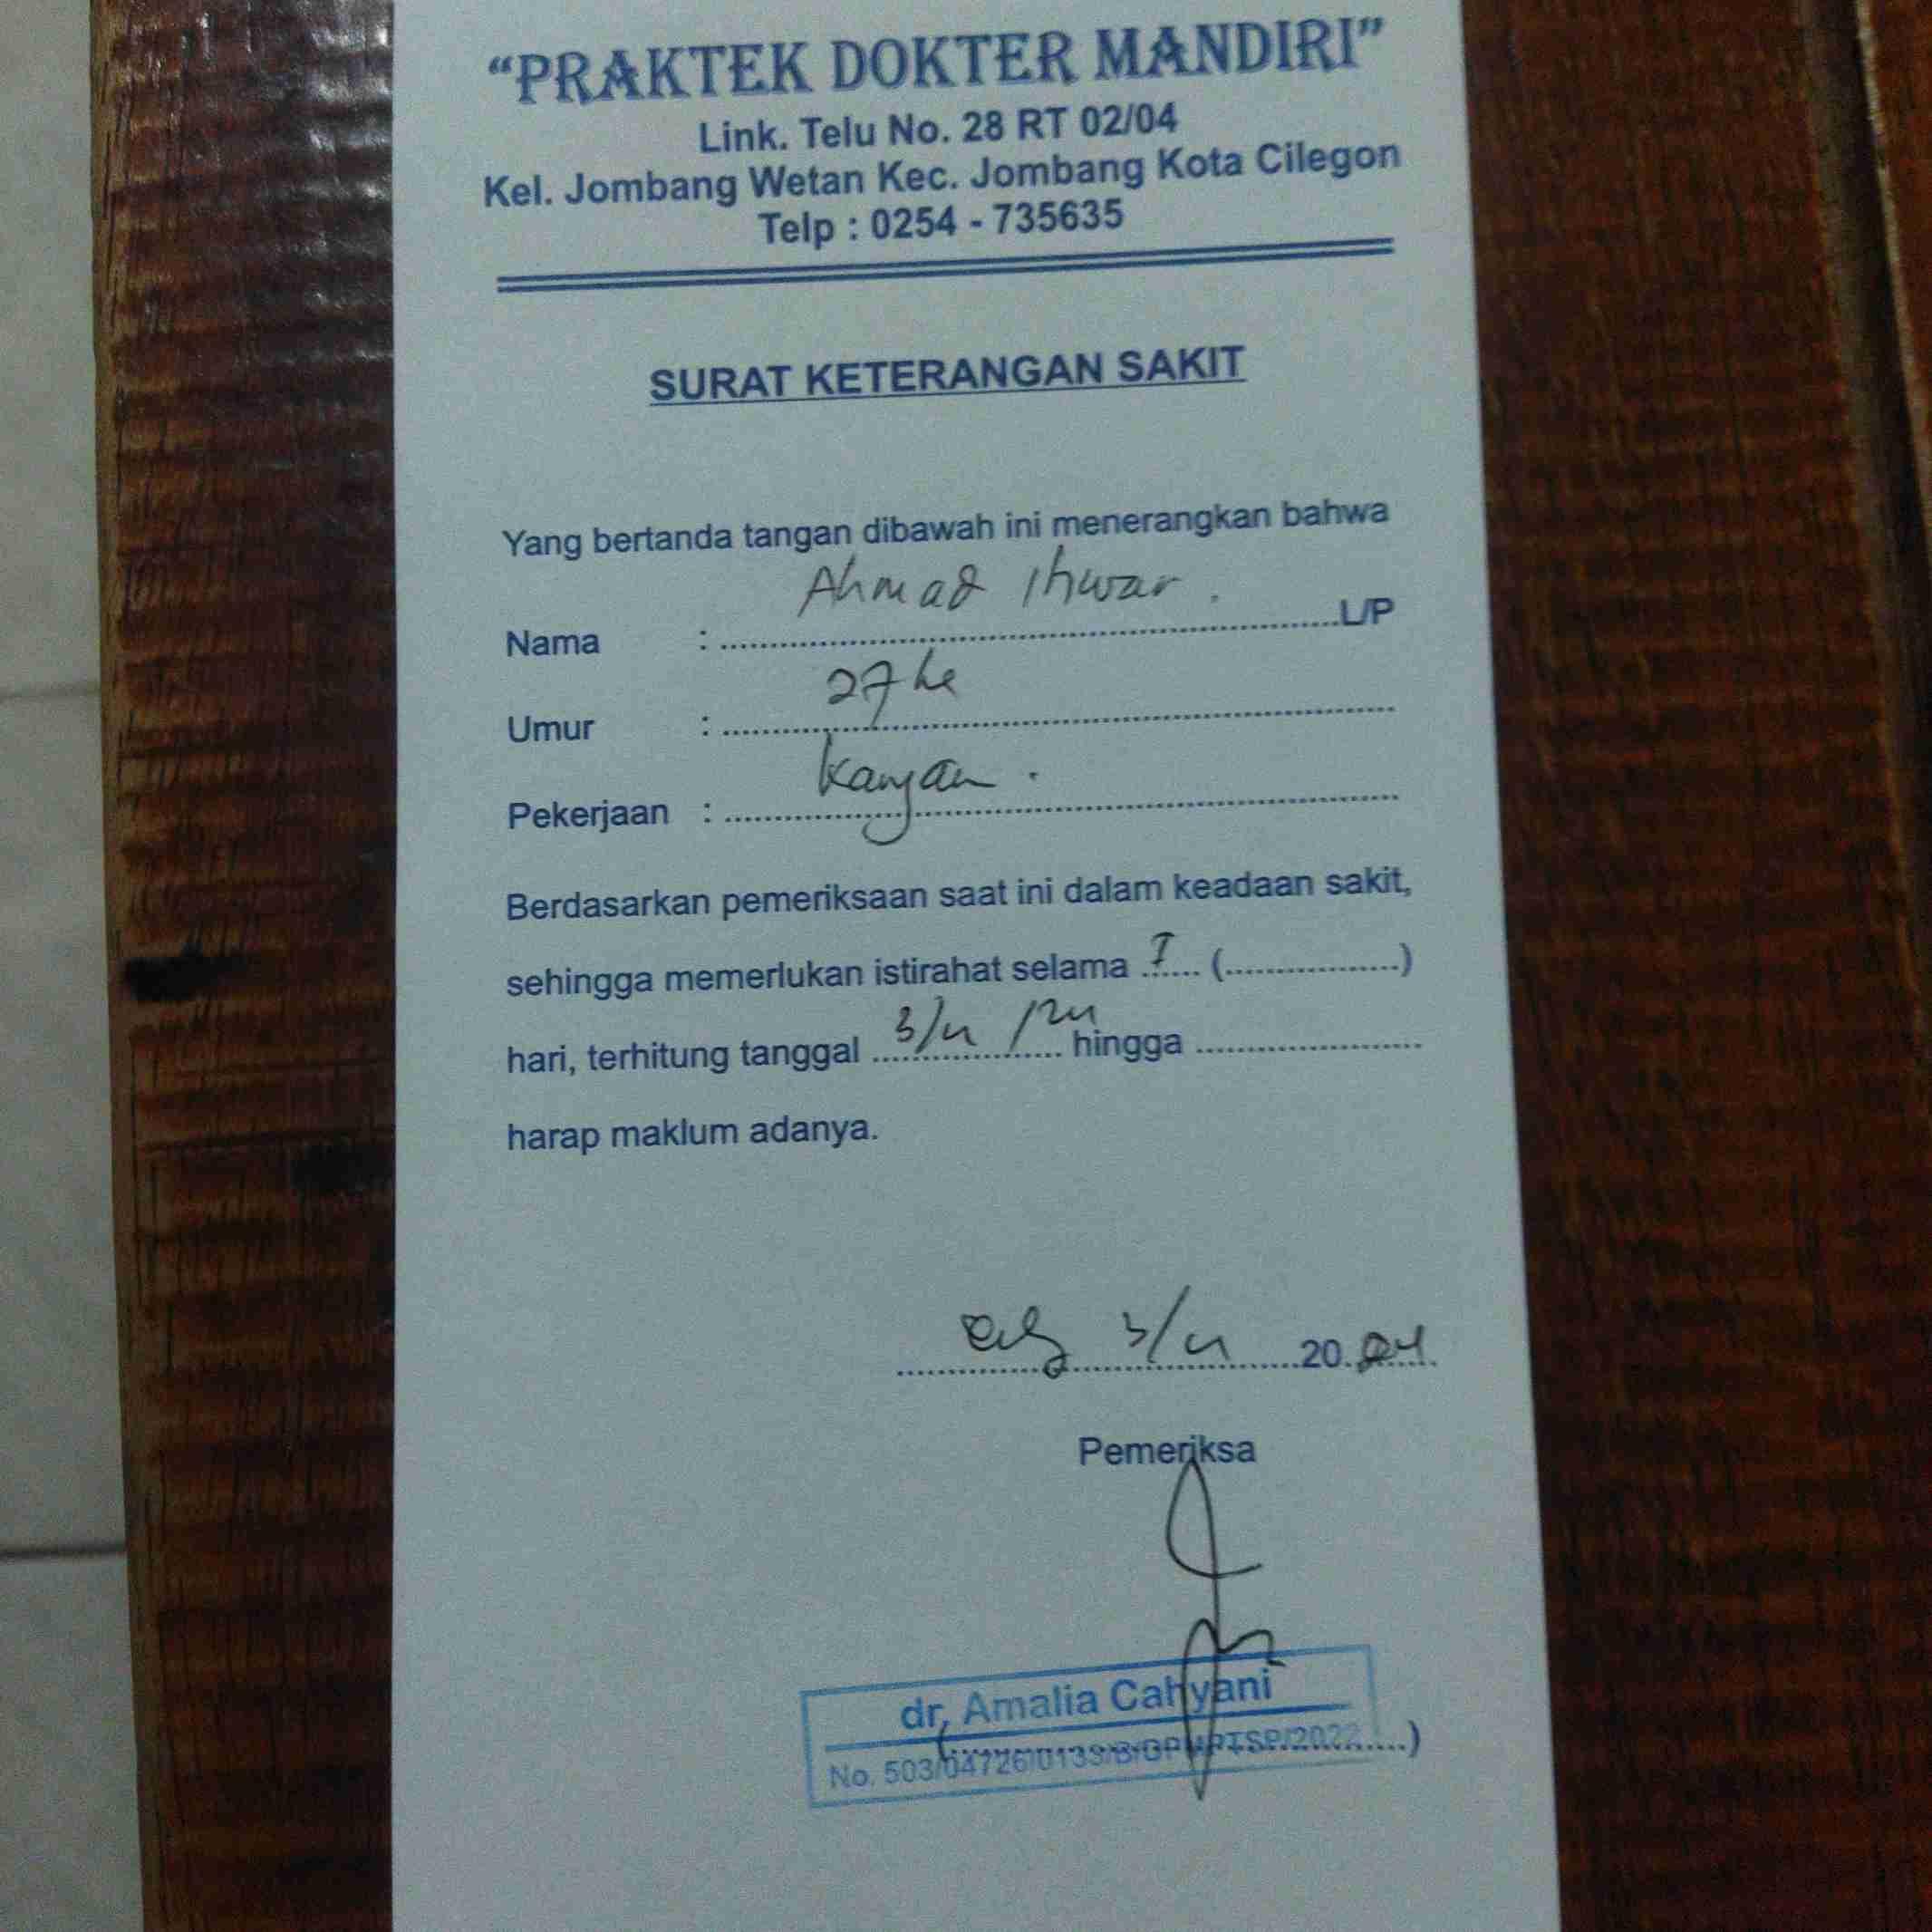 “PRAKTEK DOKTER MANDIRI”
Link. Telu No. 28 RT 02/04
Kel. Jombang Wetan Kec. Jombang Kota Cilegon
Telp : 0254 - 735635
SURAT KETERANGAN SAKIT
Yang bertanda tangan dibawah ini menerangkan bahwa
Nama : Ahmad Ihwar. L/P
Umur : 27
Pekerjaan :
Berdasarkan pemeriksaan saat ini dalam keadaan sakit,
sehingga memerlukan istirahat selama ...... (..................)
hari, terhitung tanggal hingga ........................
harap maklum adanya.
20.24
Pemeriksa
dr. Amalia Cahyani